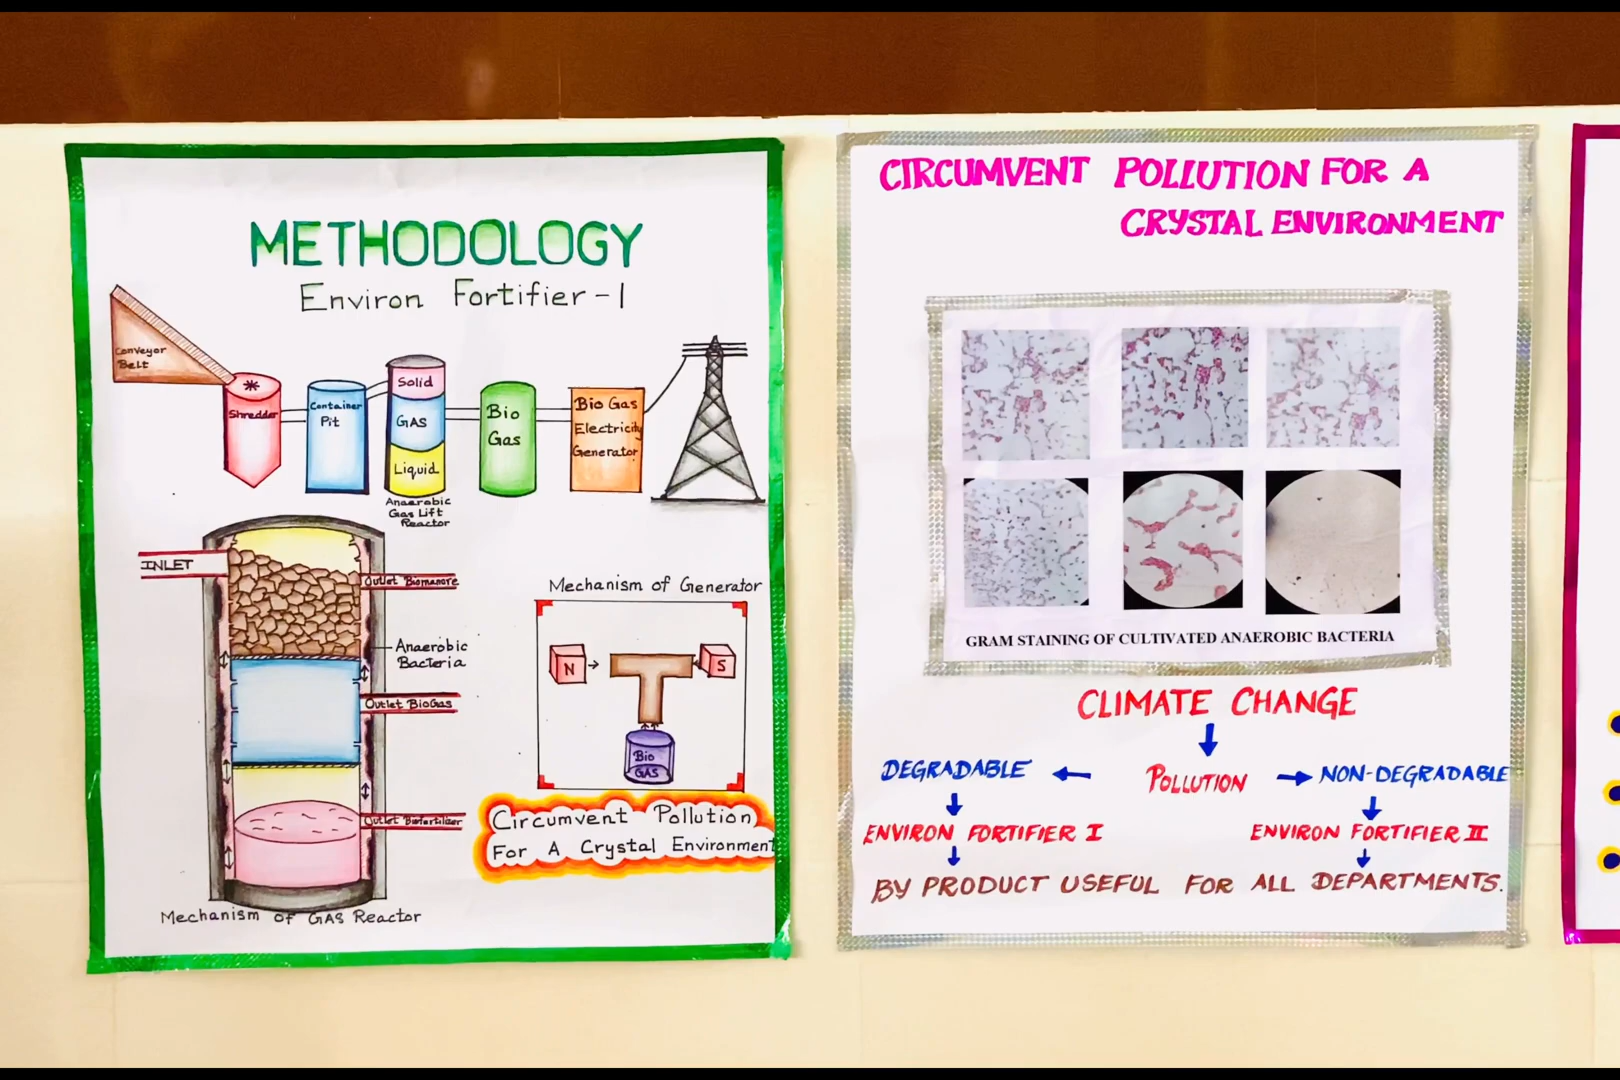 METHODOLOGY
Environ Fortifier-1
Conveyor
Belt
Shredder
Container
Pit
Solid
GAS
Liquid
Anaerobic
Gas Lift
Reactor
Bio
Gas
Bio Gas
Electricity
Generator
INLET
Outlet Biomanure
Anaerobic
Bacteria
Outlet BioGas
Outlet Biofertilizer
Mechanism of GAS Reactor
Mechanism of Generator
N
S
Bio
GAS
Circumvent Pollution
For A Crystal Environment
CIRCUMVENT POLLUTION FOR A
CRYSTAL ENVIRONMENT
GRAM STAINING OF CULTIVATED ANAEROBIC BACTERIA
CLIMATE CHANGE
DEGRADABLE POLLUTION NON-DEGRADABLE
ENVIRON FORTIFIER I ENVIRON FORTIFIER II
BY PRODUCT USEFUL FOR ALL DEPARTMENTS.